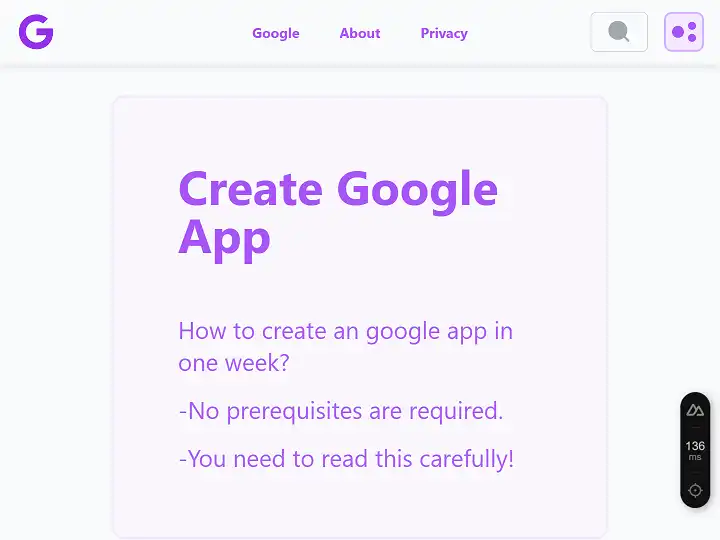 Google
About
Privacy
Create Google
App
How to create an google app in
one week?
-No prerequisites are required.
-You need to read this carefully!
136
ms